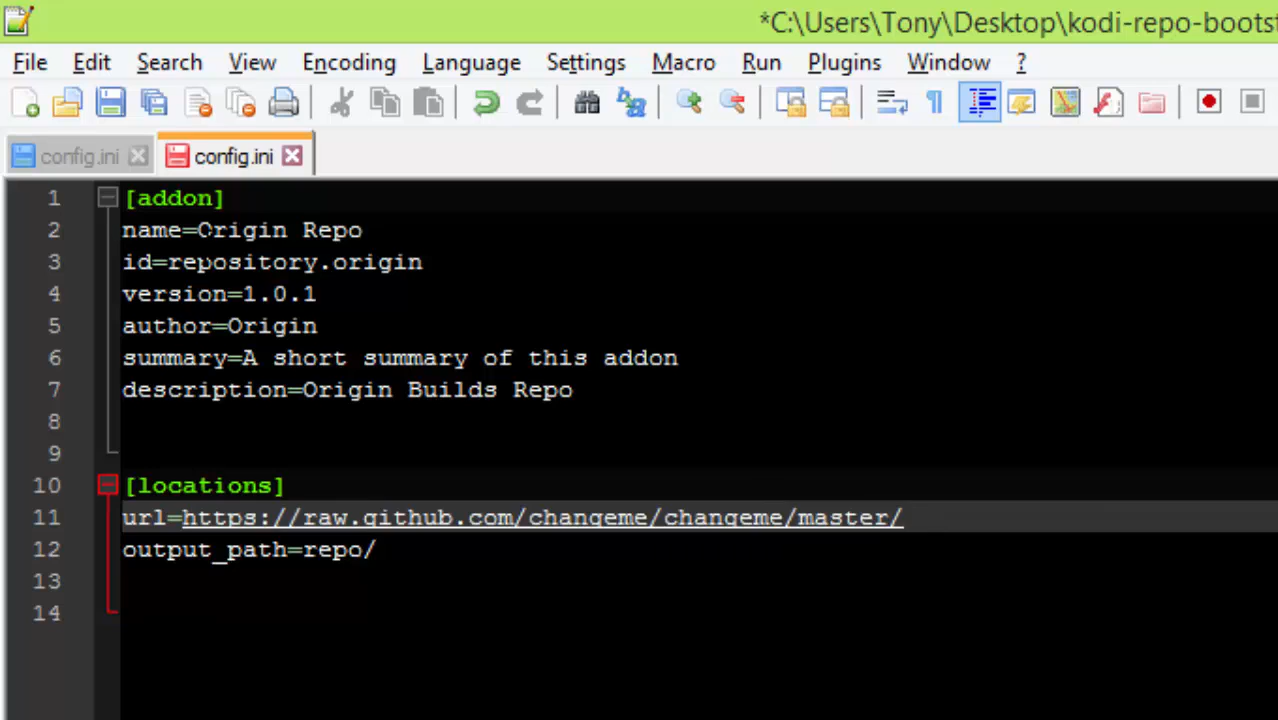 *C:\Users\Tony\Desktop\kodi-repo-boots
File Edit Search View Encoding Language Settings Macro Run Plugins Window ?
config.ini config.ini
1 [addon]
2 name=Origin Repo
3 id=repository.origin
4 version=1.0.1
5 author=Origin
6 summary=A short summary of this addon
7 description=Origin Builds Repo
8
9
10 [locations]
11 url=https://raw.github.com/changeme/changeme/master/
12 output_path=repo/
13
14